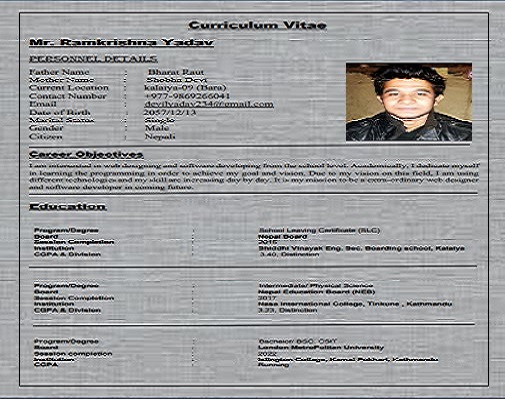 Curriculum Vitae
Mr. Ramkrishna Yadav
PERSONNEL DETAILS
Father Name : Bharat Raut
Mother Name : Shobha Devi
Current Location : kalaiya-09 (Bara)
Contact Number : +977-9869266041
Email : devilyadav234@gmail.com
Date of Birth : 2057/12/13
Marital Status : Single
Gender : Male
Citizen : Nepali
Career Objectives
I am interested in web designing and software developing from the school level. Academically, I dedicate myself
in learning the programming in order to achieve my goal and vision. Due to my vision on this field, I am using
different technologies and my skill are increasing day by day. It is my mission to be a extra-ordinary web designer
and software developer in coming future.
Education
Program/Degree : School Leaving Certificate (SLC)
Board : Nepal Board
Session Completion : 2015
Institution : Shiddhi Vinayak Eng. Sec. Boarding school, Kalaiya
CGPA & Division : 3.40, Distinction
Program/Degree : Intermediate/ Physical Science
Board : Nepal Education Board (NEB)
Session Completion : 2017
Institution : Nasa International College, Tinkune , Kathmandu
CGPA & Division : 3.23, Distinction
Program/Degree : Bachelor/ BSC. CSIT
Board : London MetroPolitaan University
Session completion : 2022
Institution : Islington College, Kamal Pokhari, Kathmandu
CGPA : Running